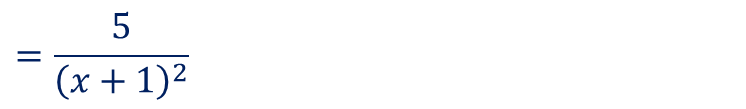 = 5/(x + 1)²